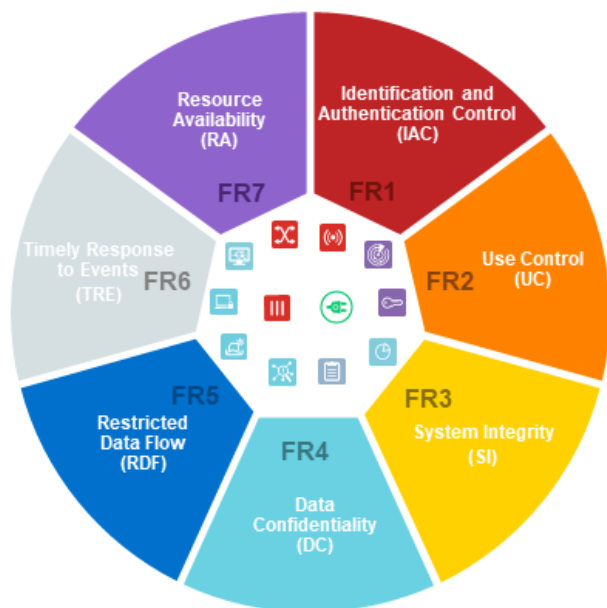 Identification and
Authentication Control
(IAC)
FR1
Use Control
(UC)
FR2
FR3
System Integrity
(SI)
FR4
Data
Confidentiality
(DC)
FR5
Restricted
Data Flow
(RDF)
Timely Response
to Events
(TRE)
FR6
Resource
Availability
(RA)
FR7